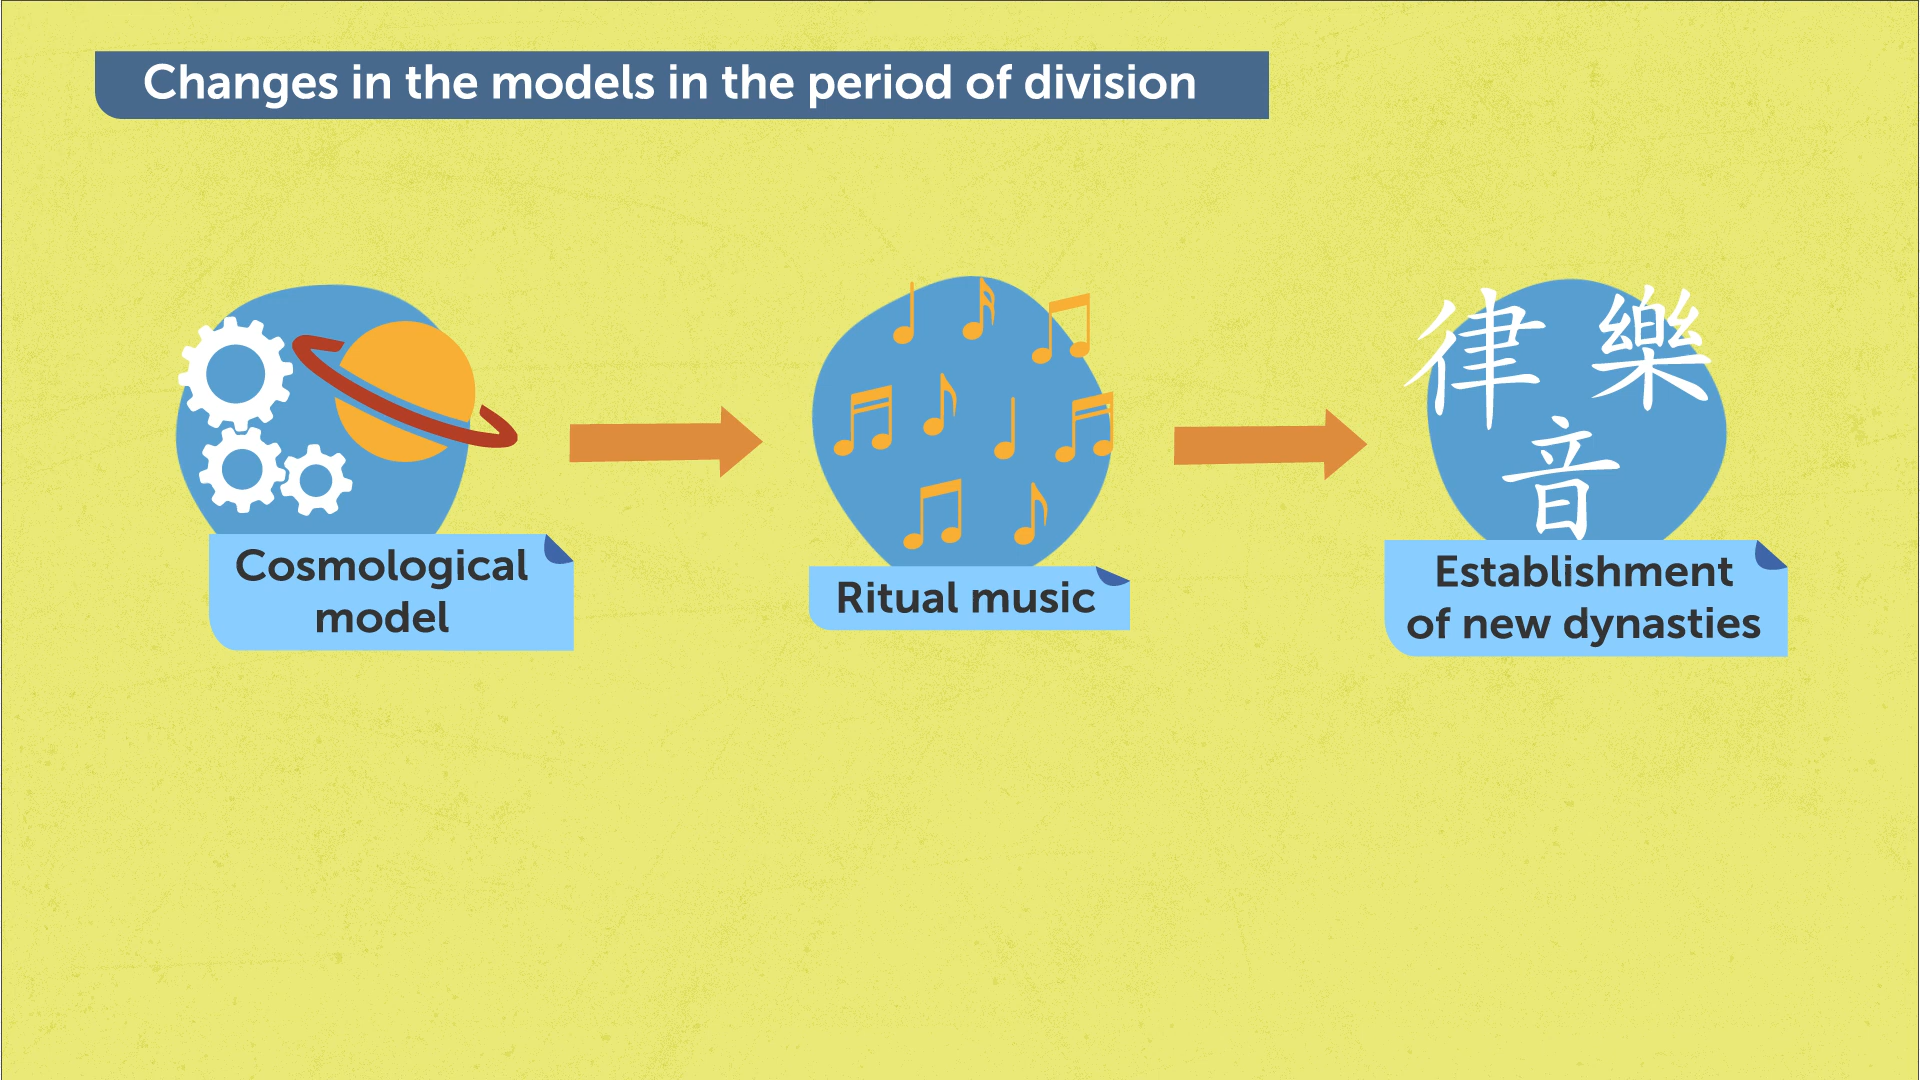 Changes in the models in the period of division
律 樂
音
Cosmological
model
Ritual music
Establishment
of new dynasties